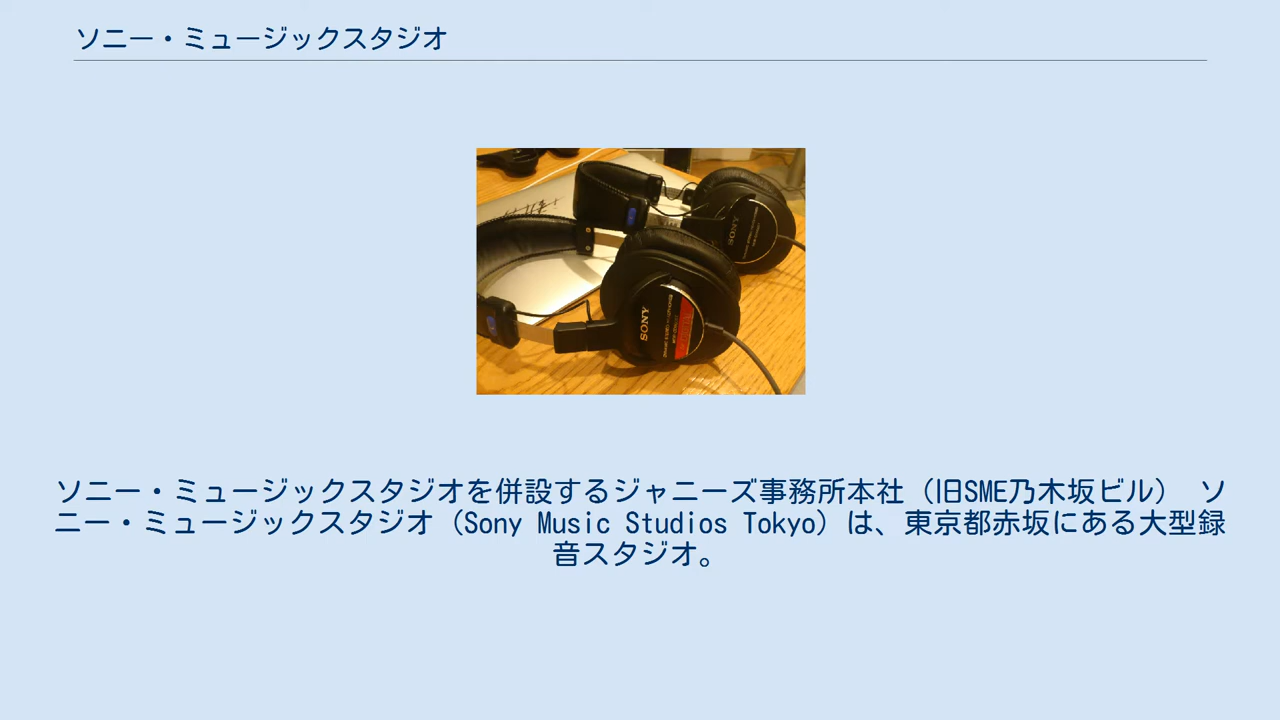 ソニー・ミュージックスタジオ
SONY
SONY
ソニー・ミュージックスタジオを併設するジャニーズ事務所本社（旧SME乃木坂ビル） ソ
ニー・ミュージックスタジオ（Sony Music Studios Tokyo）は、東京都赤坂にある大型録
音スタジオ。